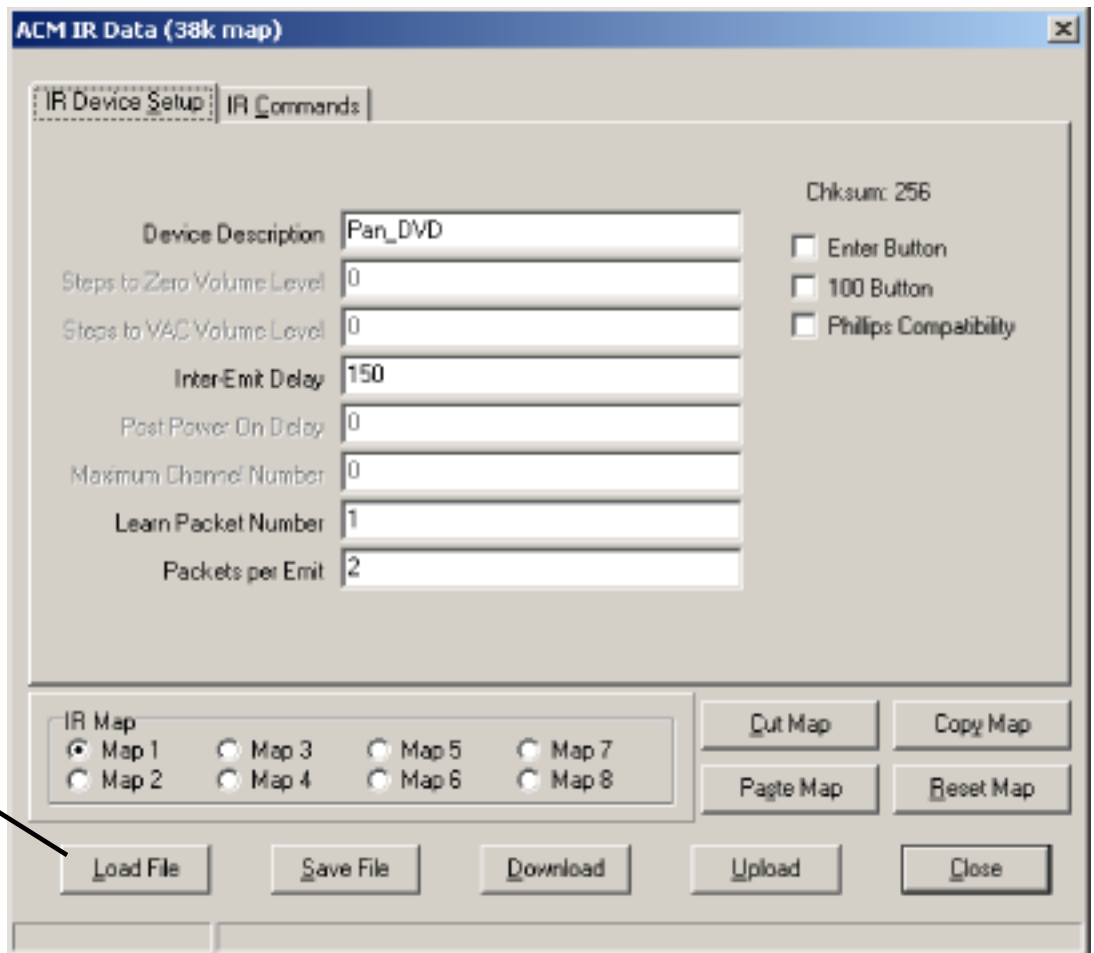 ACM IR Data (38k map)
IR Device Setup
IR Commands
Chksum: 256
Device Description Pan_DVD
Enter Button
Steps to Zero Volume Level 0
100 Button
Steps to VAC Volume Level 0
Phillips Compatibility
Inter-Emit Delay 150
Post Power On Delay 0
Maximum Channel Number 0
Learn Packet Number 1
Packets per Emit 2
IR Map
Map 1 Map 3 Map 5 Map 7
Map 2 Map 4 Map 6 Map 8
Cut Map Copy Map
Paste Map Reset Map
Load File Save File Download Upload Close